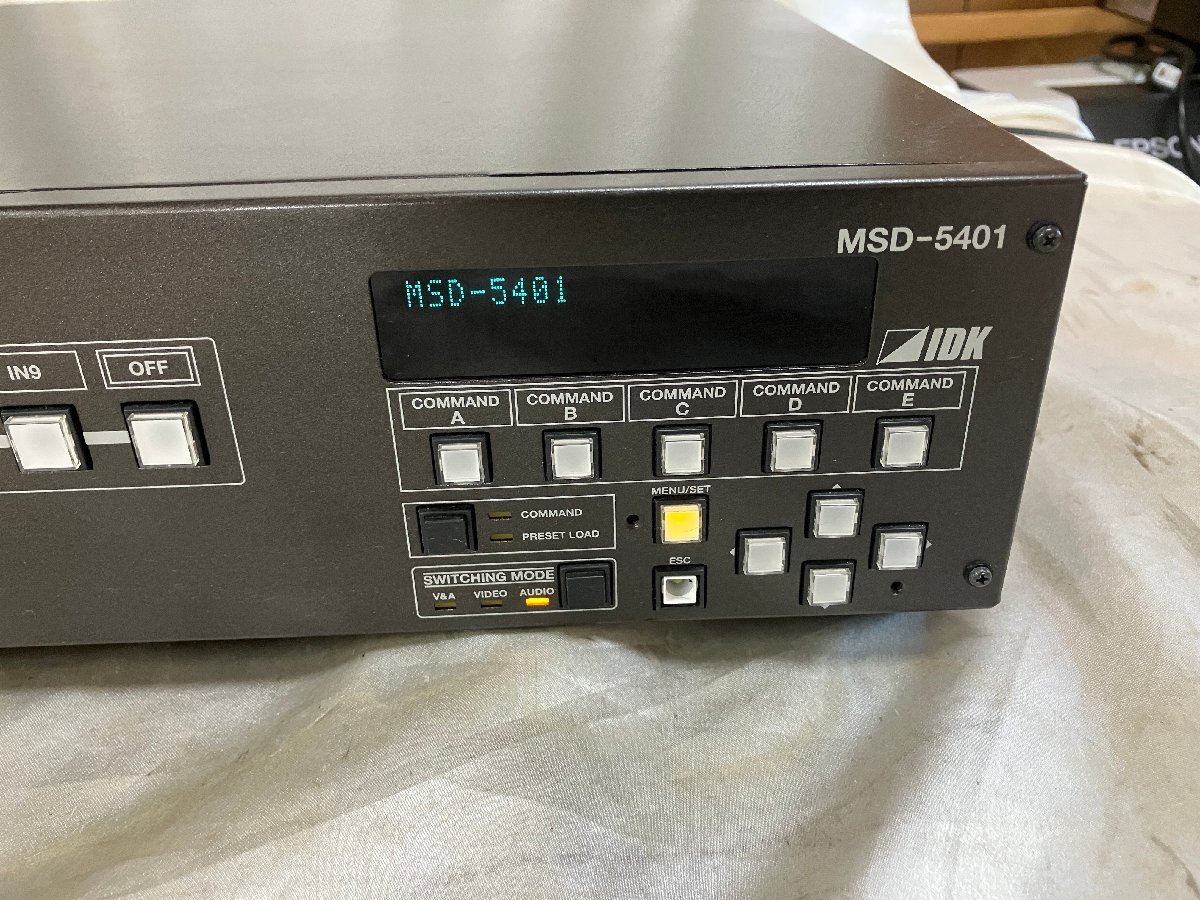 MSD-5401
MSD-5401
IDK
IN9
OFF
COMMAND A
COMMAND B
COMMAND C
COMMAND D
COMMAND E
COMMAND
PRESET LOAD
MENU/SET
ESC
SWITCHING MODE
V&A VIDEO AUDIO